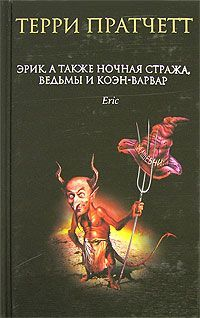 ТЕРРИ ПРАТЧЕТТ
ЭРИК, А ТАКЖЕ НОЧНАЯ СТРАЖА,
ВЕДЬМЫ И КОЭН-ВАРВАР
Eric